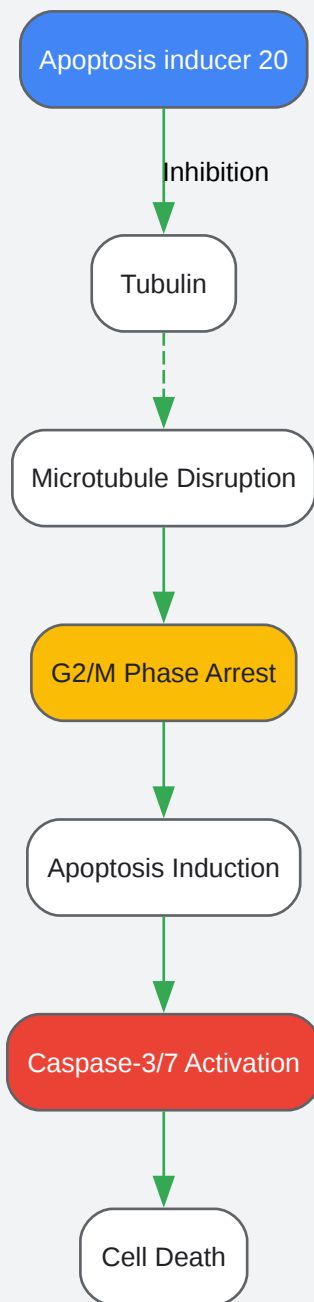 Apoptosis inducer 20
Inhibition
Tubulin
Microtubule Disruption
G2/M Phase Arrest
Apoptosis Induction
Caspase-3/7 Activation
Cell Death